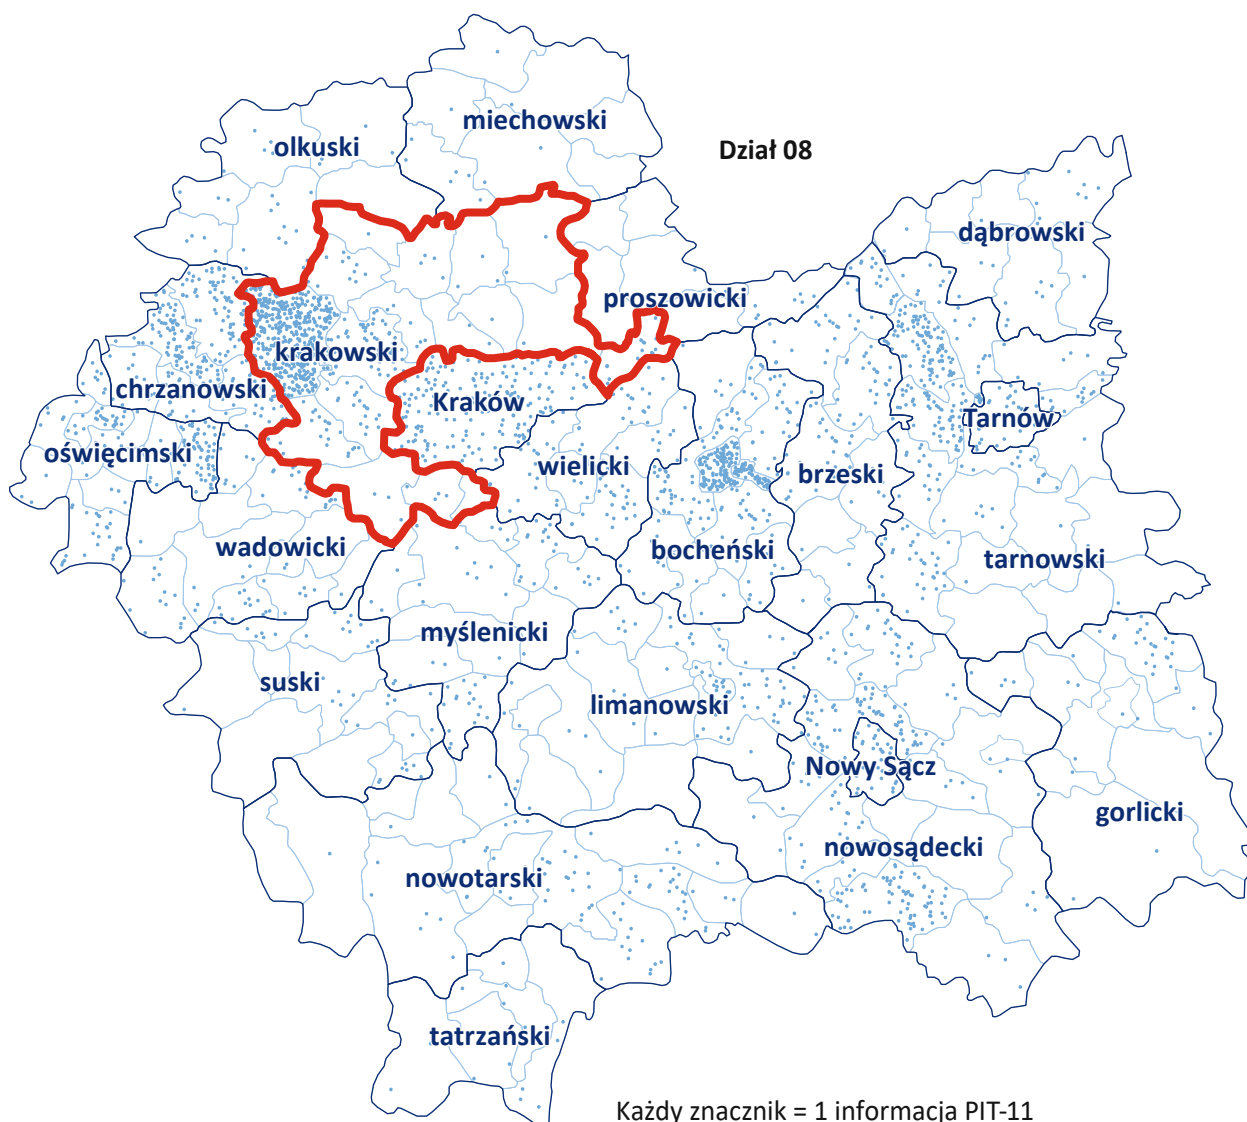 miechowski
olkuski
Dział 08
dąbrowski
proszowicki
krakowski
chrzanowski
Kraków
Tarnów
oświęcimski
wielicki
brzeski
wadowicki
bocheński
tarnowski
myślenicki
suski
limanowski
Nowy Sącz
gorlicki
nowosądecki
nowotarski
tatrzański
Każdy znacznik = 1 informacja PIT-11